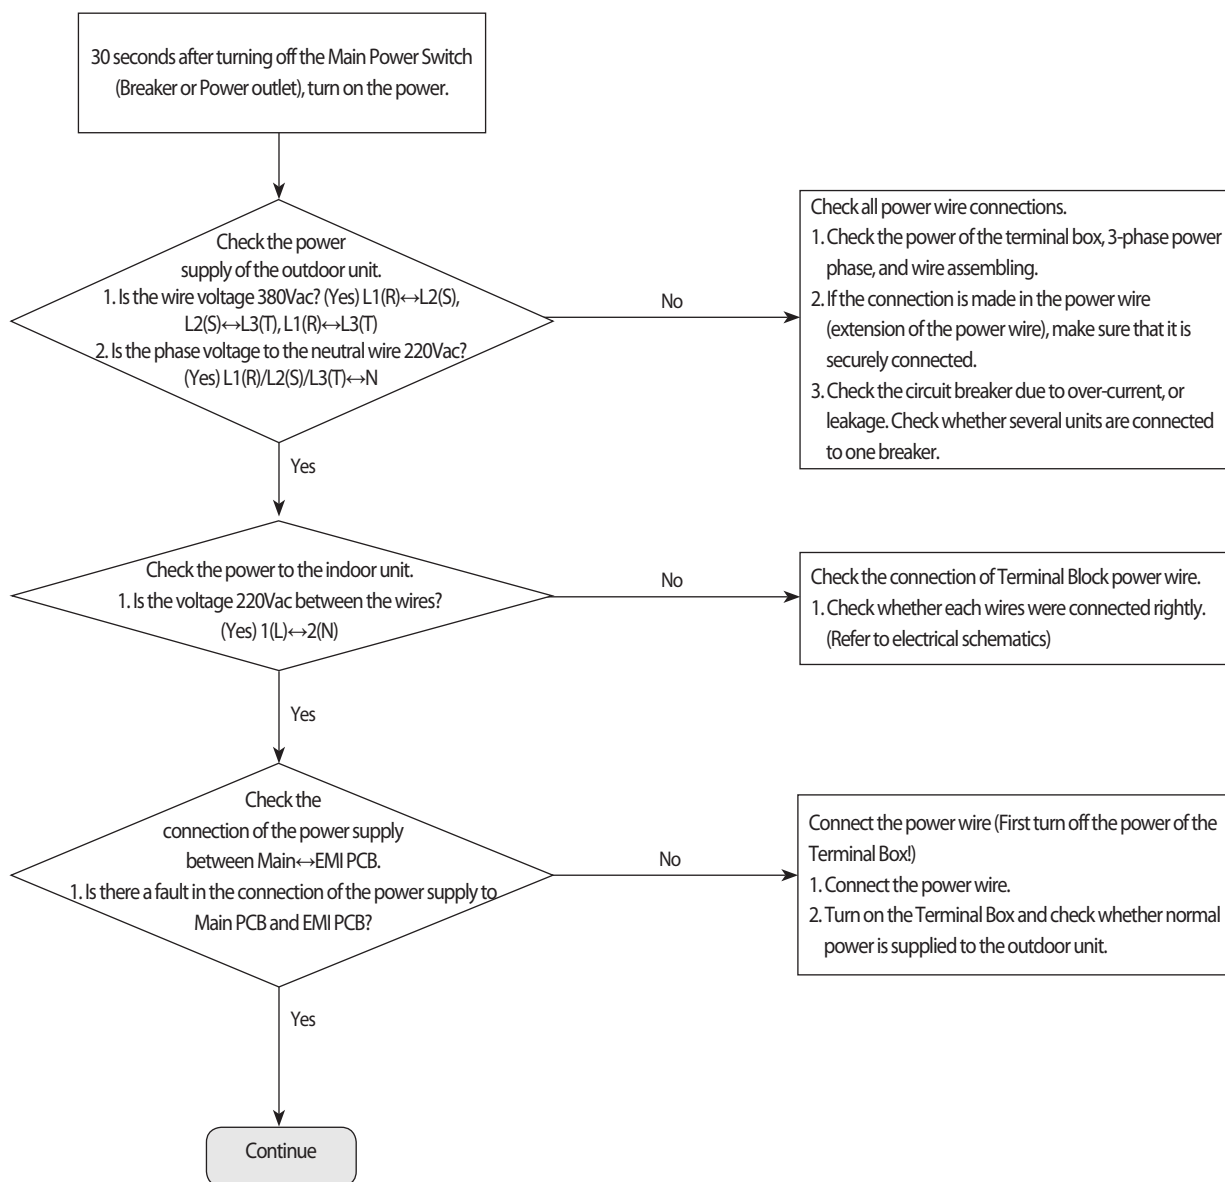 30 seconds after turning off the Main Power Switch
(Breaker or Power outlet), turn on the power.
Check the power
supply of the outdoor unit.
1. Is the wire voltage 380Vac? (Yes) L1(R)↔L2(S),
L2(S)↔L3(T), L1(R)↔L3(T)
2. Is the phase voltage to the neutral wire 220Vac?
(Yes) L1(R)/L2(S)/L3(T)↔N
No
Check all power wire connections.
1. Check the power of the terminal box, 3-phase power
phase, and wire assembling.
2. If the connection is made in the power wire
(extension of the power wire), make sure that it is
securely connected.
3. Check the circuit breaker due to over-current, or
leakage. Check whether several units are connected
to one breaker.
Yes
Check the power to the indoor unit.
1. Is the voltage 220Vac between the wires?
(Yes) 1(L)↔2(N)
No
Check the connection of Terminal Block power wire.
1. Check whether each wires were connected rightly.
(Refer to electrical schematics)
Yes
Check the
connection of the power supply
between Main↔EMI PCB.
1. Is there a fault in the connection of the power supply to
Main PCB and EMI PCB?
No
Connect the power wire (First turn off the power of the
Terminal Box!)
1. Connect the power wire.
2. Turn on the Terminal Box and check whether normal
power is supplied to the outdoor unit.
Yes
Continue